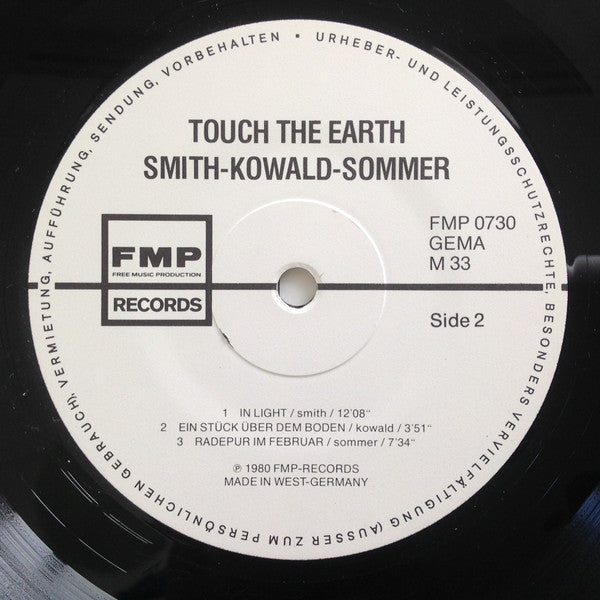 TOUCH THE EARTH
SMITH-KOWALD-SOMMER
FMP
FREE MUSIC PRODUCTION
RECORDS
FMP 0730
GEMA
M 33
Side 2
1 IN LIGHT / smith / 12'08"
2 EIN STÜCK ÜBER DEM BODEN / kowald / 3'51"
3 RADEPUR IM FEBRUAR / sommer / 7'34"
℗ 1980 FMP-RECORDS
MADE IN WEST-GERMANY
• URHEBER- UND LEISTUNGSSCHUTZRECHTE, BESONDERS VERVIELFÄLTIGUNG (AUSSER ZUM PERSÖNLICHEN GEBRAUCH), VERMIETUNG, AUFFÜHRUNG, SENDUNG, VORBEHALTEN